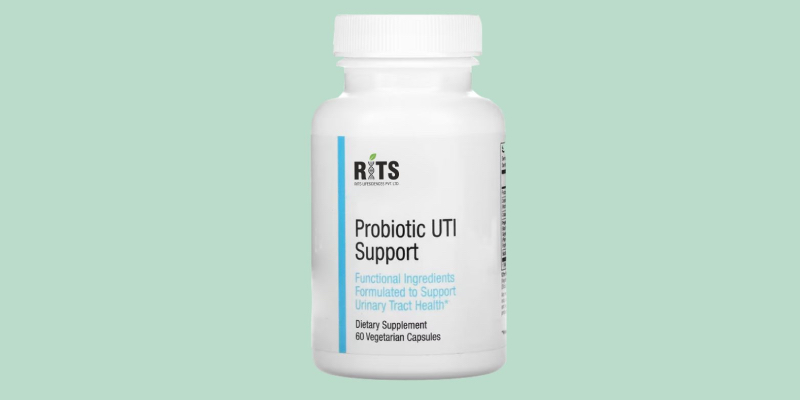 RiTS
RITS LIFESCIENCES PVT LTD
Probiotic UTI
Support
Functional Ingredients
Formulated to Support
Urinary Tract Health*
Dietary Supplement
60 Vegetarian Capsules